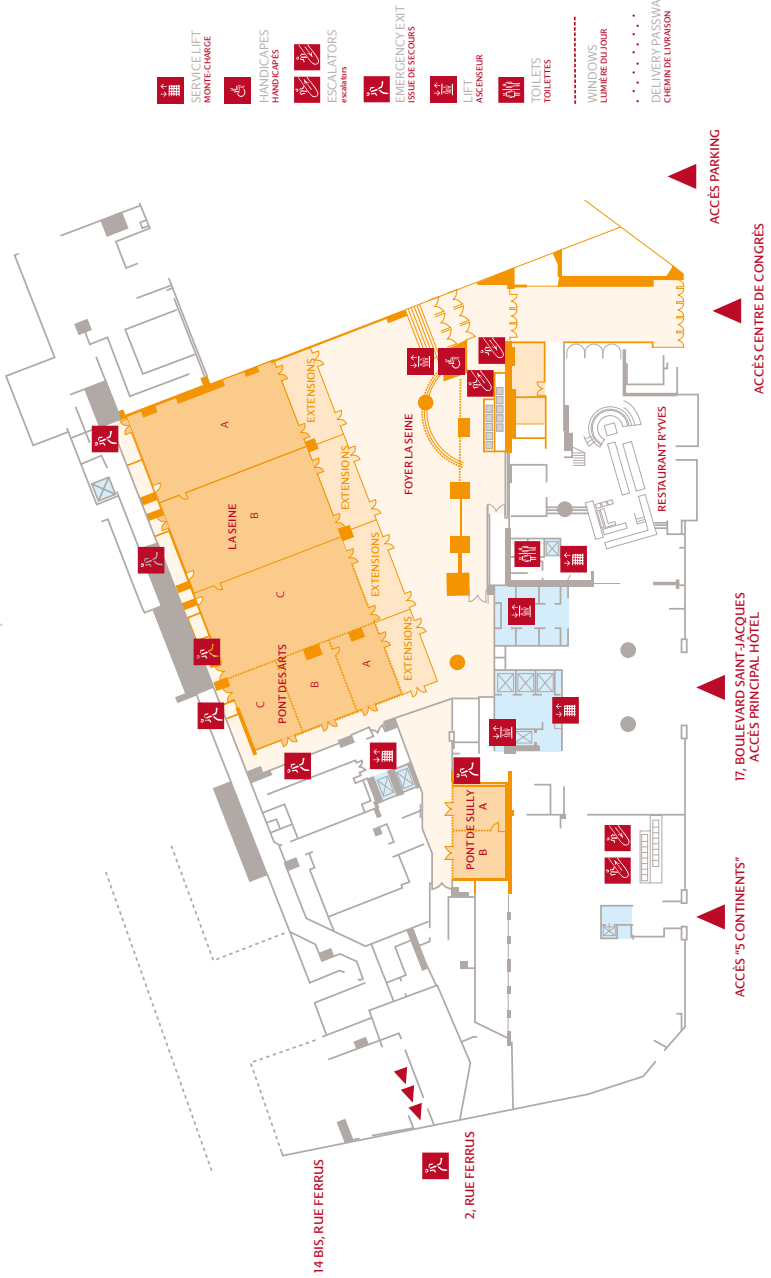 SERVICE LIFT
MONTE-CHARGE
HANDICAPES
HANDICAPÉS
ESCALATORS
escalators
EMERGENCY EXIT
ISSUE DE SECOURS
LIFT
ASCENSEUR
TOILETS
TOILETTES
WINDOWS
LUMIÈRE DU JOUR
DELIVERY PASSWA
CHEMIN DE LIVRAISON
ACCÈS PARKING
ACCÈS CENTRE DE CONGRÈS
A
LA SEINE
B
C
EXTENSIONS
EXTENSIONS
EXTENSIONS
EXTENSIONS
PONT DES ARTS
C
B
A
FOYER LA SEINE
RESTAURANT R'YVES
PONT DE SULLY
B
A
17, BOULEVARD SAINT-JACQUES
ACCÈS PRINCIPAL HÔTEL
ACCÈS "5 CONTINENTS"
14 BIS, RUE FERRUS
2, RUE FERRUS